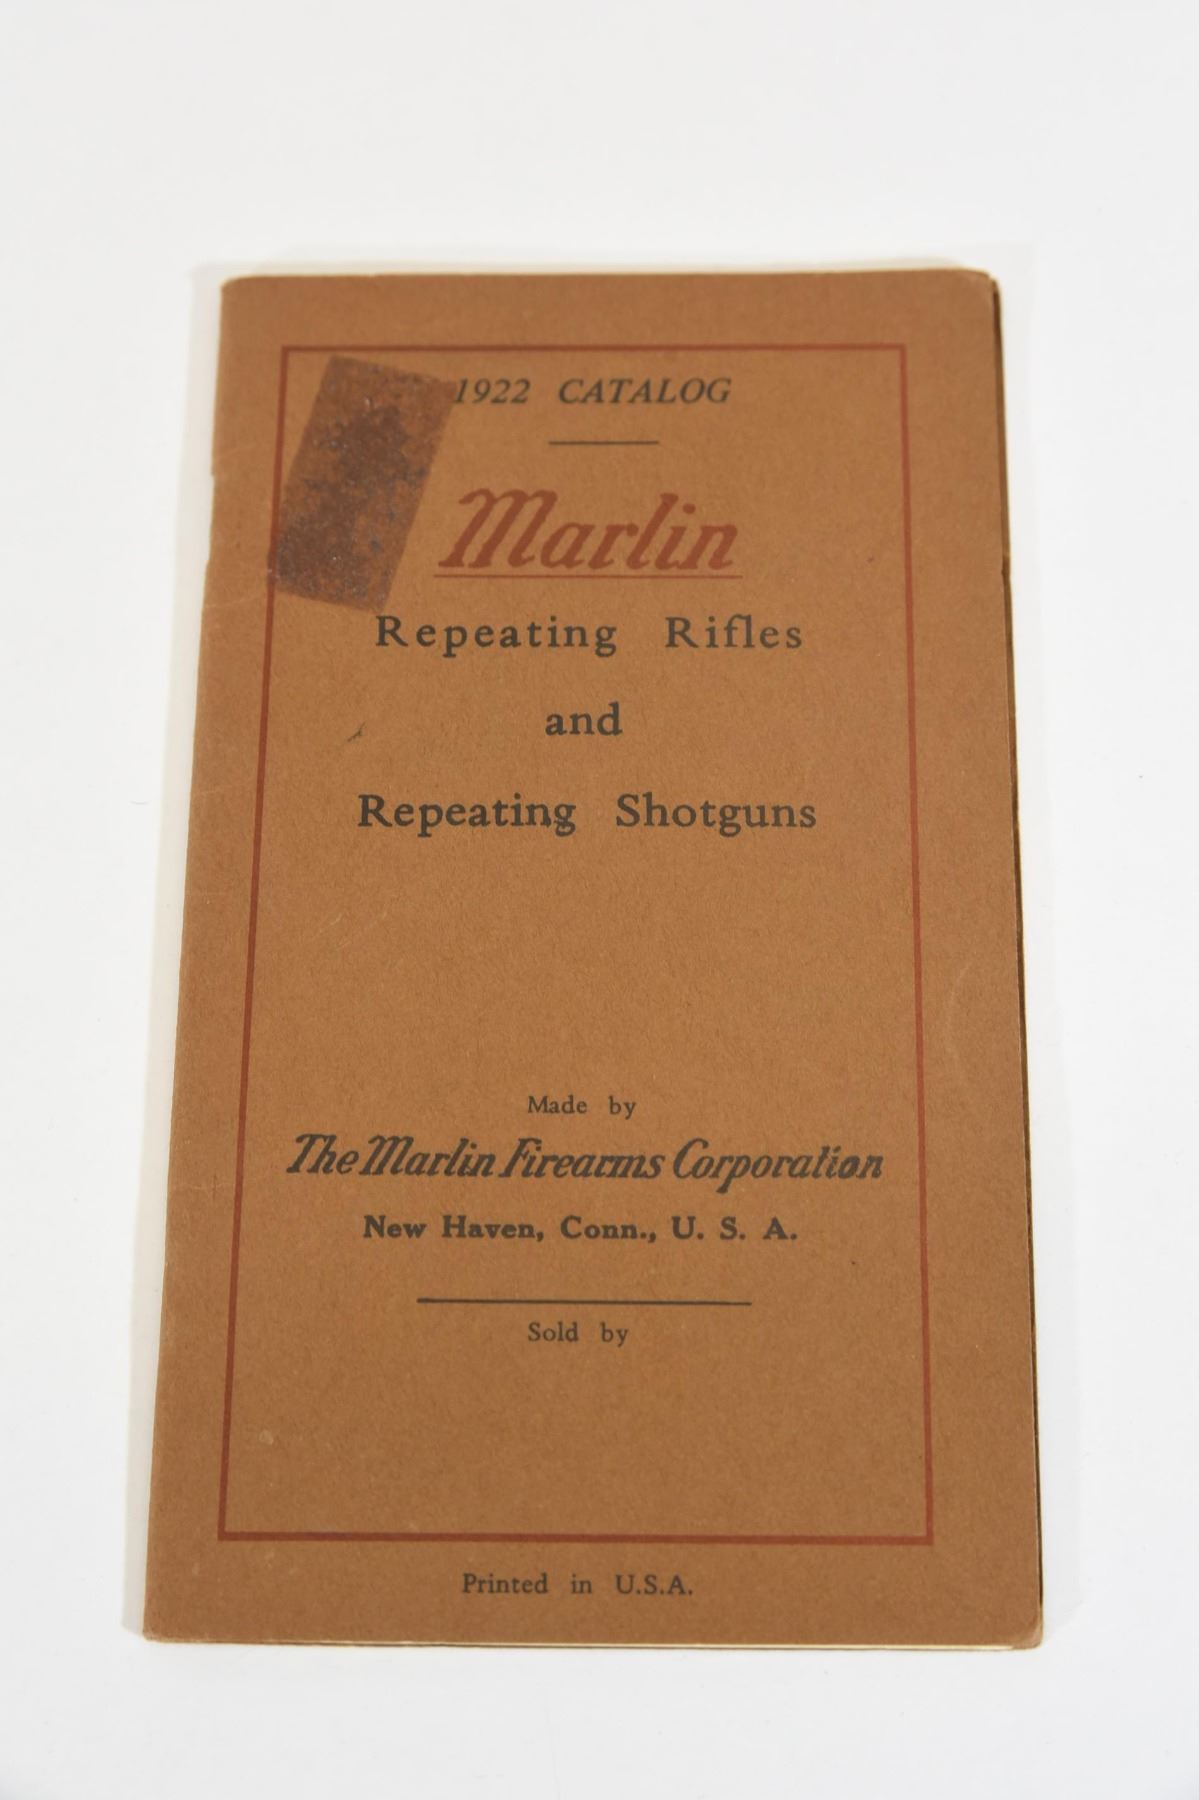 1922 CATALOG
Marlin
Repeating Rifles
and
Repeating Shotguns
Made by
The Marlin Firearms Corporation
New Haven, Conn., U. S. A.
Sold by
Printed in U.S.A.